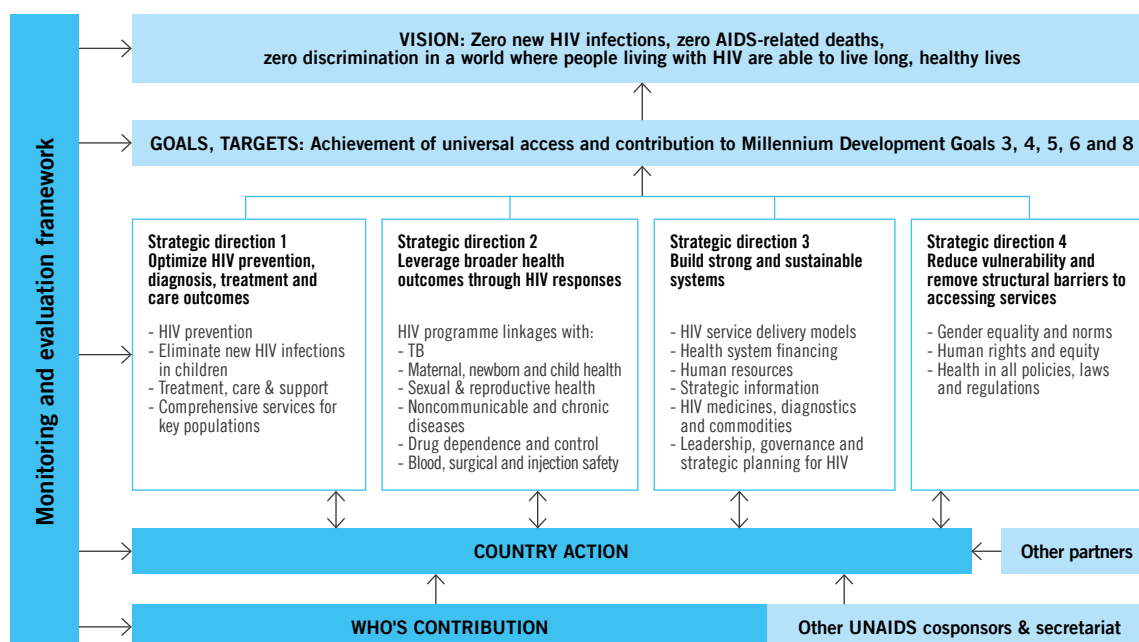 Monitoring and evaluation framework
VISION: Zero new HIV infections, zero AIDS-related deaths,
zero discrimination in a world where people living with HIV are able to live long, healthy lives
GOALS, TARGETS: Achievement of universal access and contribution to Millennium Development Goals 3, 4, 5, 6 and 8
Strategic direction 1
Optimize HIV prevention,
diagnosis, treatment and
care outcomes
- HIV prevention
- Eliminate new HIV infections
in children
- Treatment, care & support
- Comprehensive services for
key populations
Strategic direction 2
Leverage broader health
outcomes through HIV responses
HIV programme linkages with:
- TB
- Maternal, newborn and child health
- Sexual & reproductive health
- Noncommunicable and chronic
diseases
- Drug dependence and control
- Blood, surgical and injection safety
Strategic direction 3
Build strong and sustainable
systems
- HIV service delivery models
- Health system financing
- Human resources
- Strategic information
- HIV medicines, diagnostics
and commodities
- Leadership, governance and
strategic planning for HIV
Strategic direction 4
Reduce vulnerability and
remove structural barriers to
accessing services
- Gender equality and norms
- Human rights and equity
- Health in all policies, laws
and regulations
COUNTRY ACTION
Other partners
WHO'S CONTRIBUTION
Other UNAIDS cosponsors & secretariat